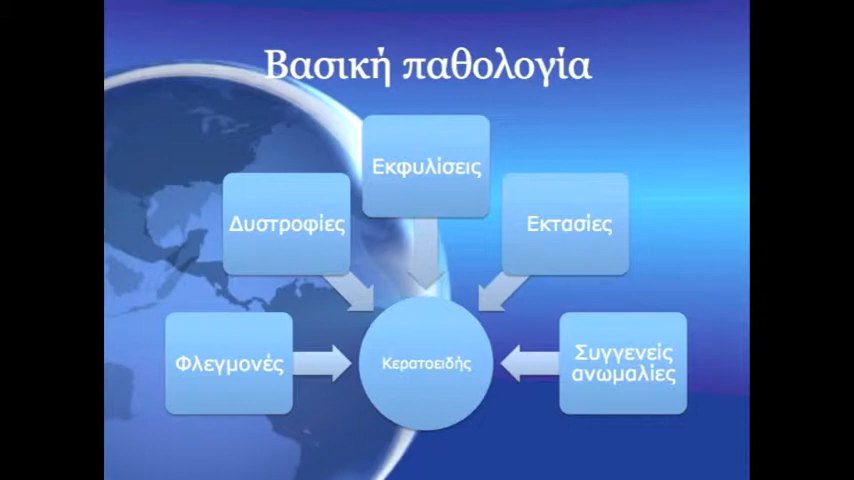 Βασική παθολογία
Εκφυλίσεις
Δυστροφίες
Εκτασίες
Φλεγμονές
Κερατοειδής
Συγγενείς
ανωμαλίες